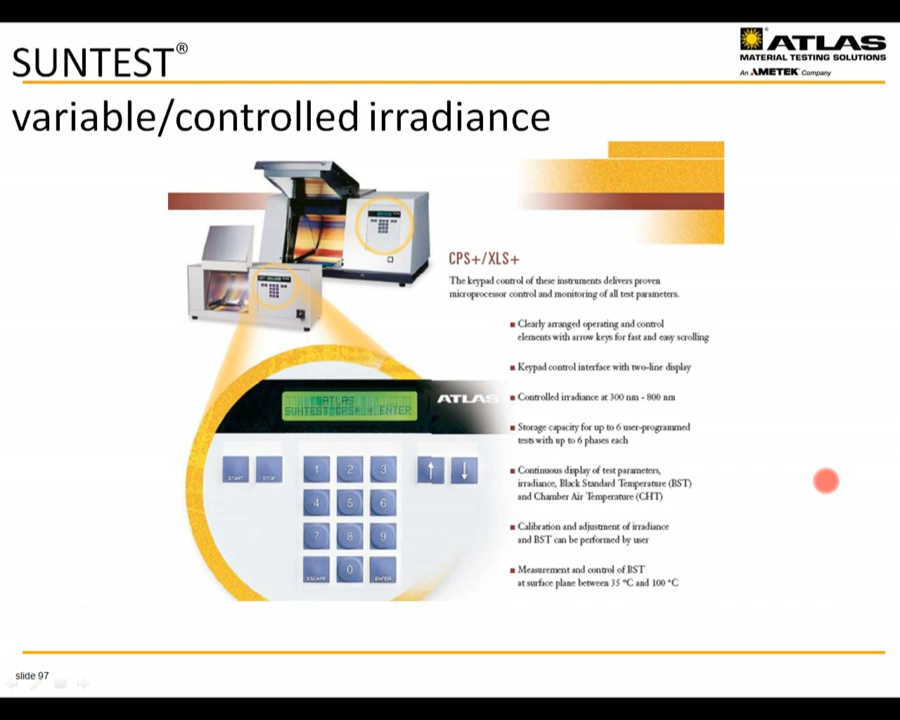 SUNTEST®
ATLAS
MATERIAL TESTING SOLUTIONS
An AMETEK Company
variable/controlled irradiance
CPS+/XLS+
The keypad control of these instruments delivers proven
microprocessor control and monitoring of all test parameters.
■ Clearly arranged operating and control
elements with arrow keys for fast and easy scrolling
■ Keypad control interface with two-line display
■ Controlled irradiance at 300 nm - 800 nm
■ Storage capacity for up to 6 user-programmed
tests with up to 6 phases each
■ Continuous display of test parameters,
irradiance, Black Standard Temperature (BST)
and Chamber Air Temperature (CHT)
■ Calibration and adjustment of irradiance
and BST can be performed by user
■ Measurement and control of BST
at surface plane between 35 °C and 100 °C
ATLAS
SUNTEST CPS+ ENTER
ATLAS
START STOP 1 2 3 ↑ ↓
4 5 6
7 8 9
ESCAPE 0 ENTER
slide 97